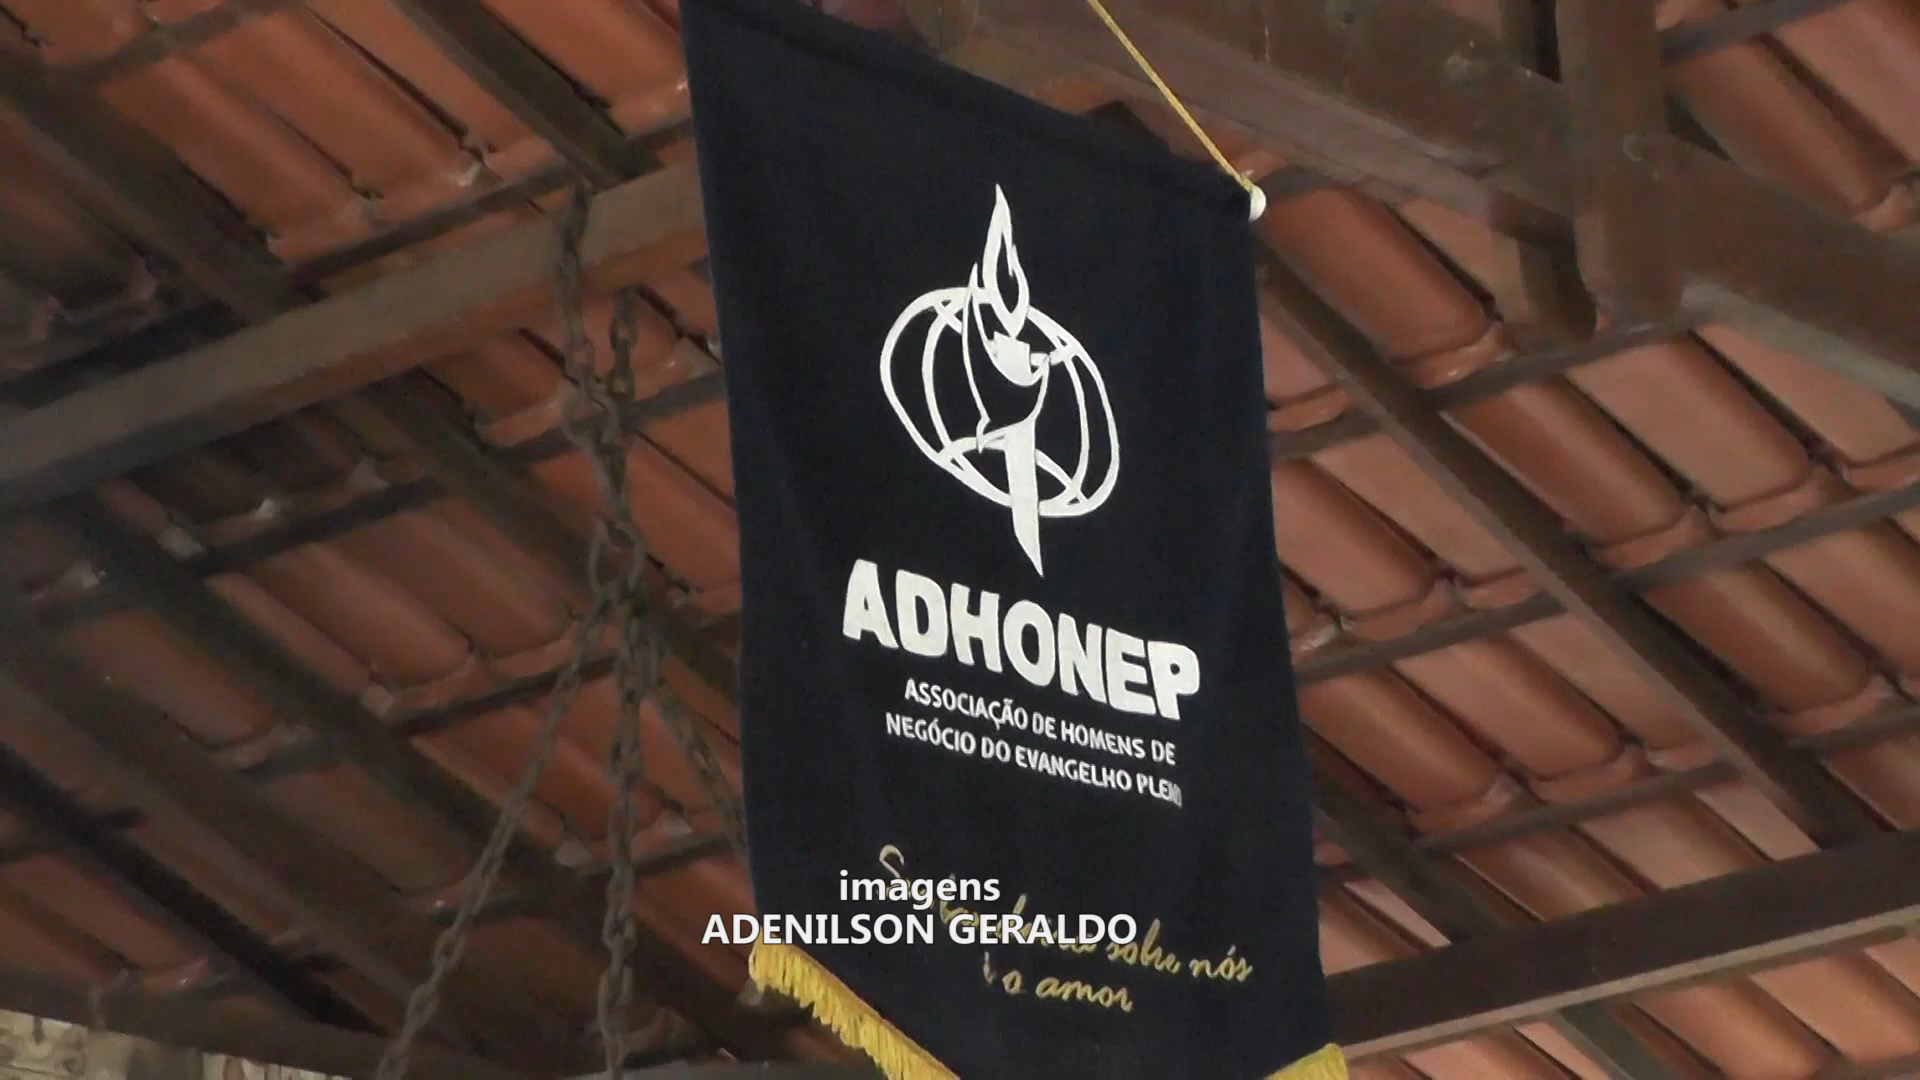 ADHONEP
ASSOCIAÇÃO DE HOMENS DE
NEGÓCIO DO EVANGELHO PLENO
imagens
ADENILSON GERALDO
sobre nós
é o amor